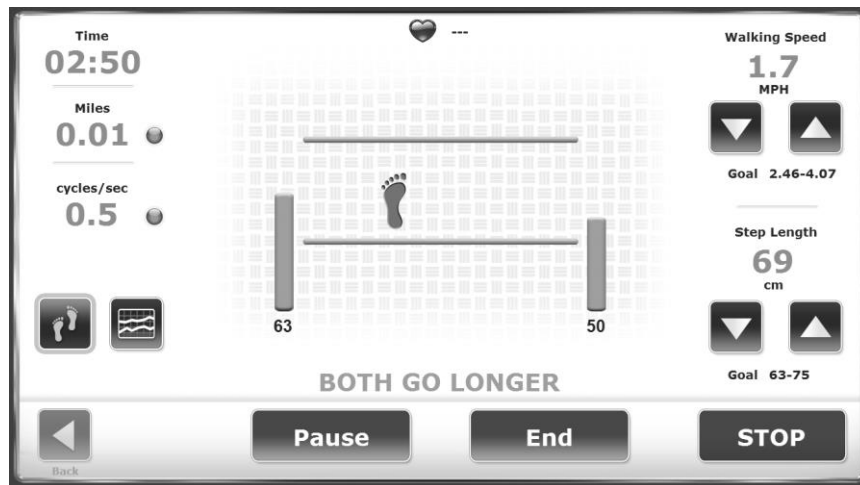 ---
Time
02:50
Miles
0.01
cycles/sec
0.5
63
50
BOTH GO LONGER
Walking Speed
1.7
MPH
Goal 2.46-4.07
Step Length
69
cm
Goal 63-75
Back
Pause
End
STOP